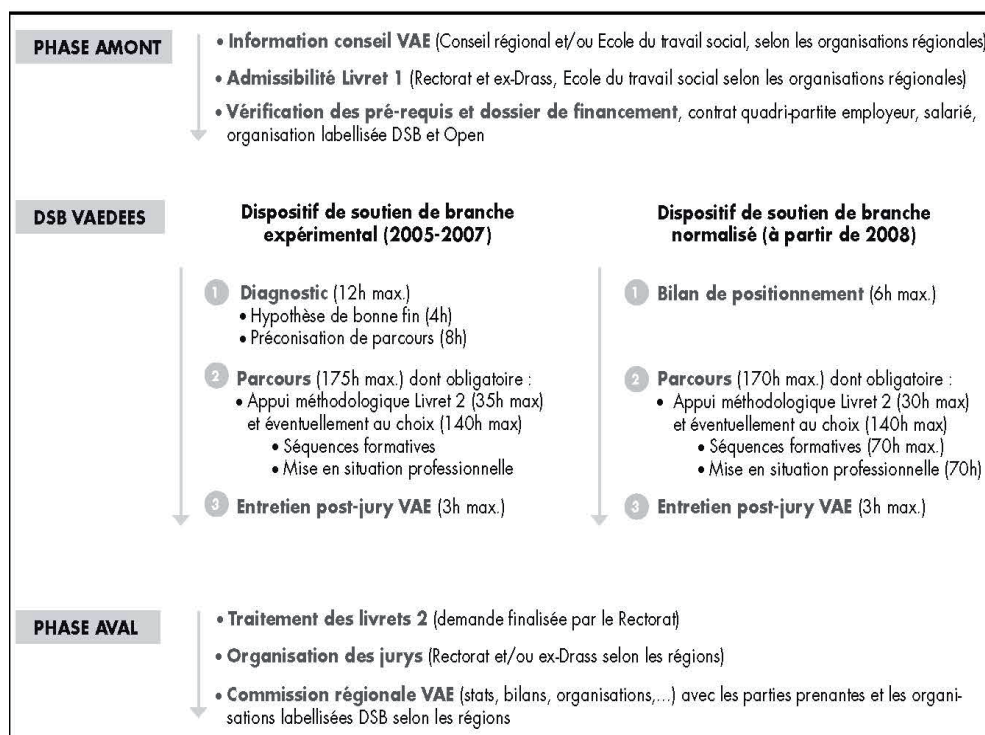 PHASE AMONT
• Information conseil VAE (Conseil régional et/ou Ecole du travail social, selon les organisations régionales)
• Admissibilité Livret 1 (Rectorat et ex-Drass, Ecole du travail social selon les organisations régionales)
• Vérification des pré-requis et dossier de financement, contrat quadri-partite employeur, salarié,
organisation labellisée DSB et Open
DSB VAEDEES
Dispositif de soutien de branche
expérimental (2005-2007)
1 Diagnostic (12h max.)
• Hypothèse de bonne fin (4h)
• Préconisation de parcours (8h)
2 Parcours (175h max.) dont obligatoire :
• Appui méthodologique Livret 2 (35h max)
et éventuellement au choix (140h max)
• Séquences formatives
• Mise en situation professionnelle
3 Entretien post-jury VAE (3h max.)
Dispositif de soutien de branche
normalisé (à partir de 2008)
1 Bilan de positionnement (6h max.)
2 Parcours (170h max.) dont obligatoire :
• Appui méthodologique Livret 2 (30h max)
et éventuellement au choix (140h max)
• Séquences formatives (70h max.)
• Mise en situation professionnelle (70h)
3 Entretien post-jury VAE (3h max.)
PHASE AVAL
• Traitement des livrets 2 (demande finalisée par le Rectorat)
• Organisation des jurys (Rectorat et/ou ex-Drass selon les régions)
• Commission régionale VAE (stats, bilans, organisations,...) avec les parties prenantes et les organi-
sations labellisées DSB selon les régions